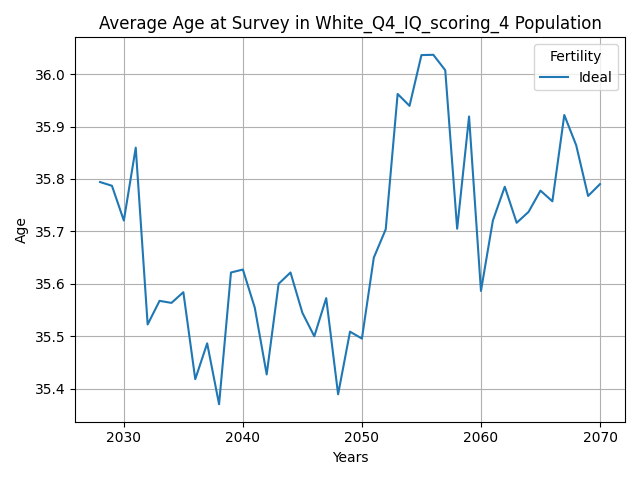 Average Age at Survey in White_Q4_IQ_scoring_4 Population
Fertility
Ideal
36.0
35.9
35.8
35.7
35.6
35.5
35.4
Age
2030 2040 2050 2060 2070
Years